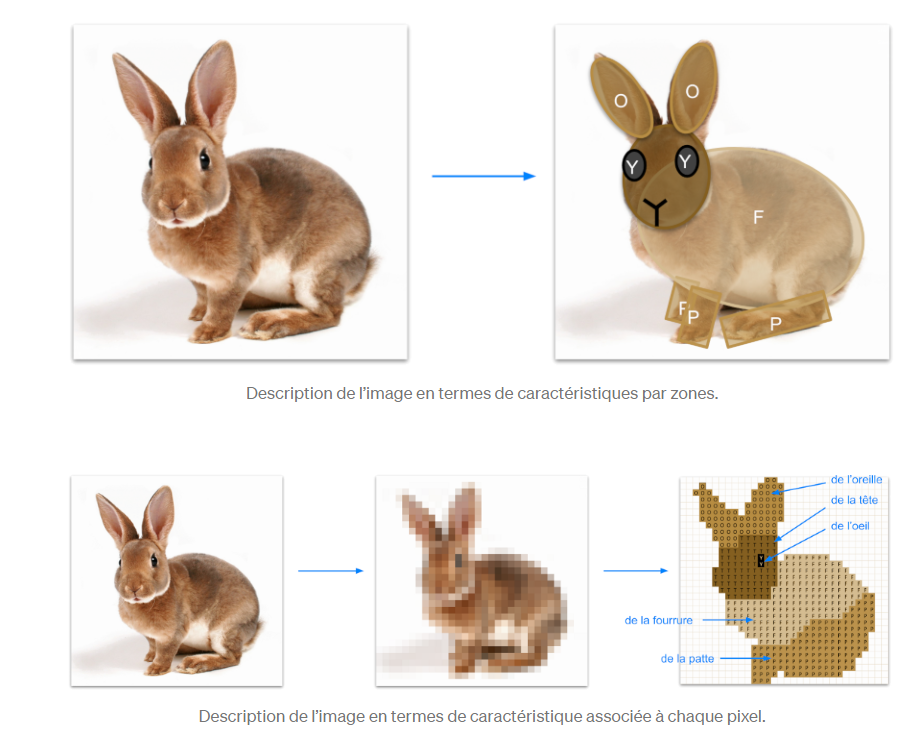 O
O
Y
Y
Y
F
P
P
Description de l'image en termes de caractéristiques par zones.
de l'oreille
de la tête
de l'oeil
de la fourrure
de la patte
Description de l'image en termes de caractéristique associée à chaque pixel.